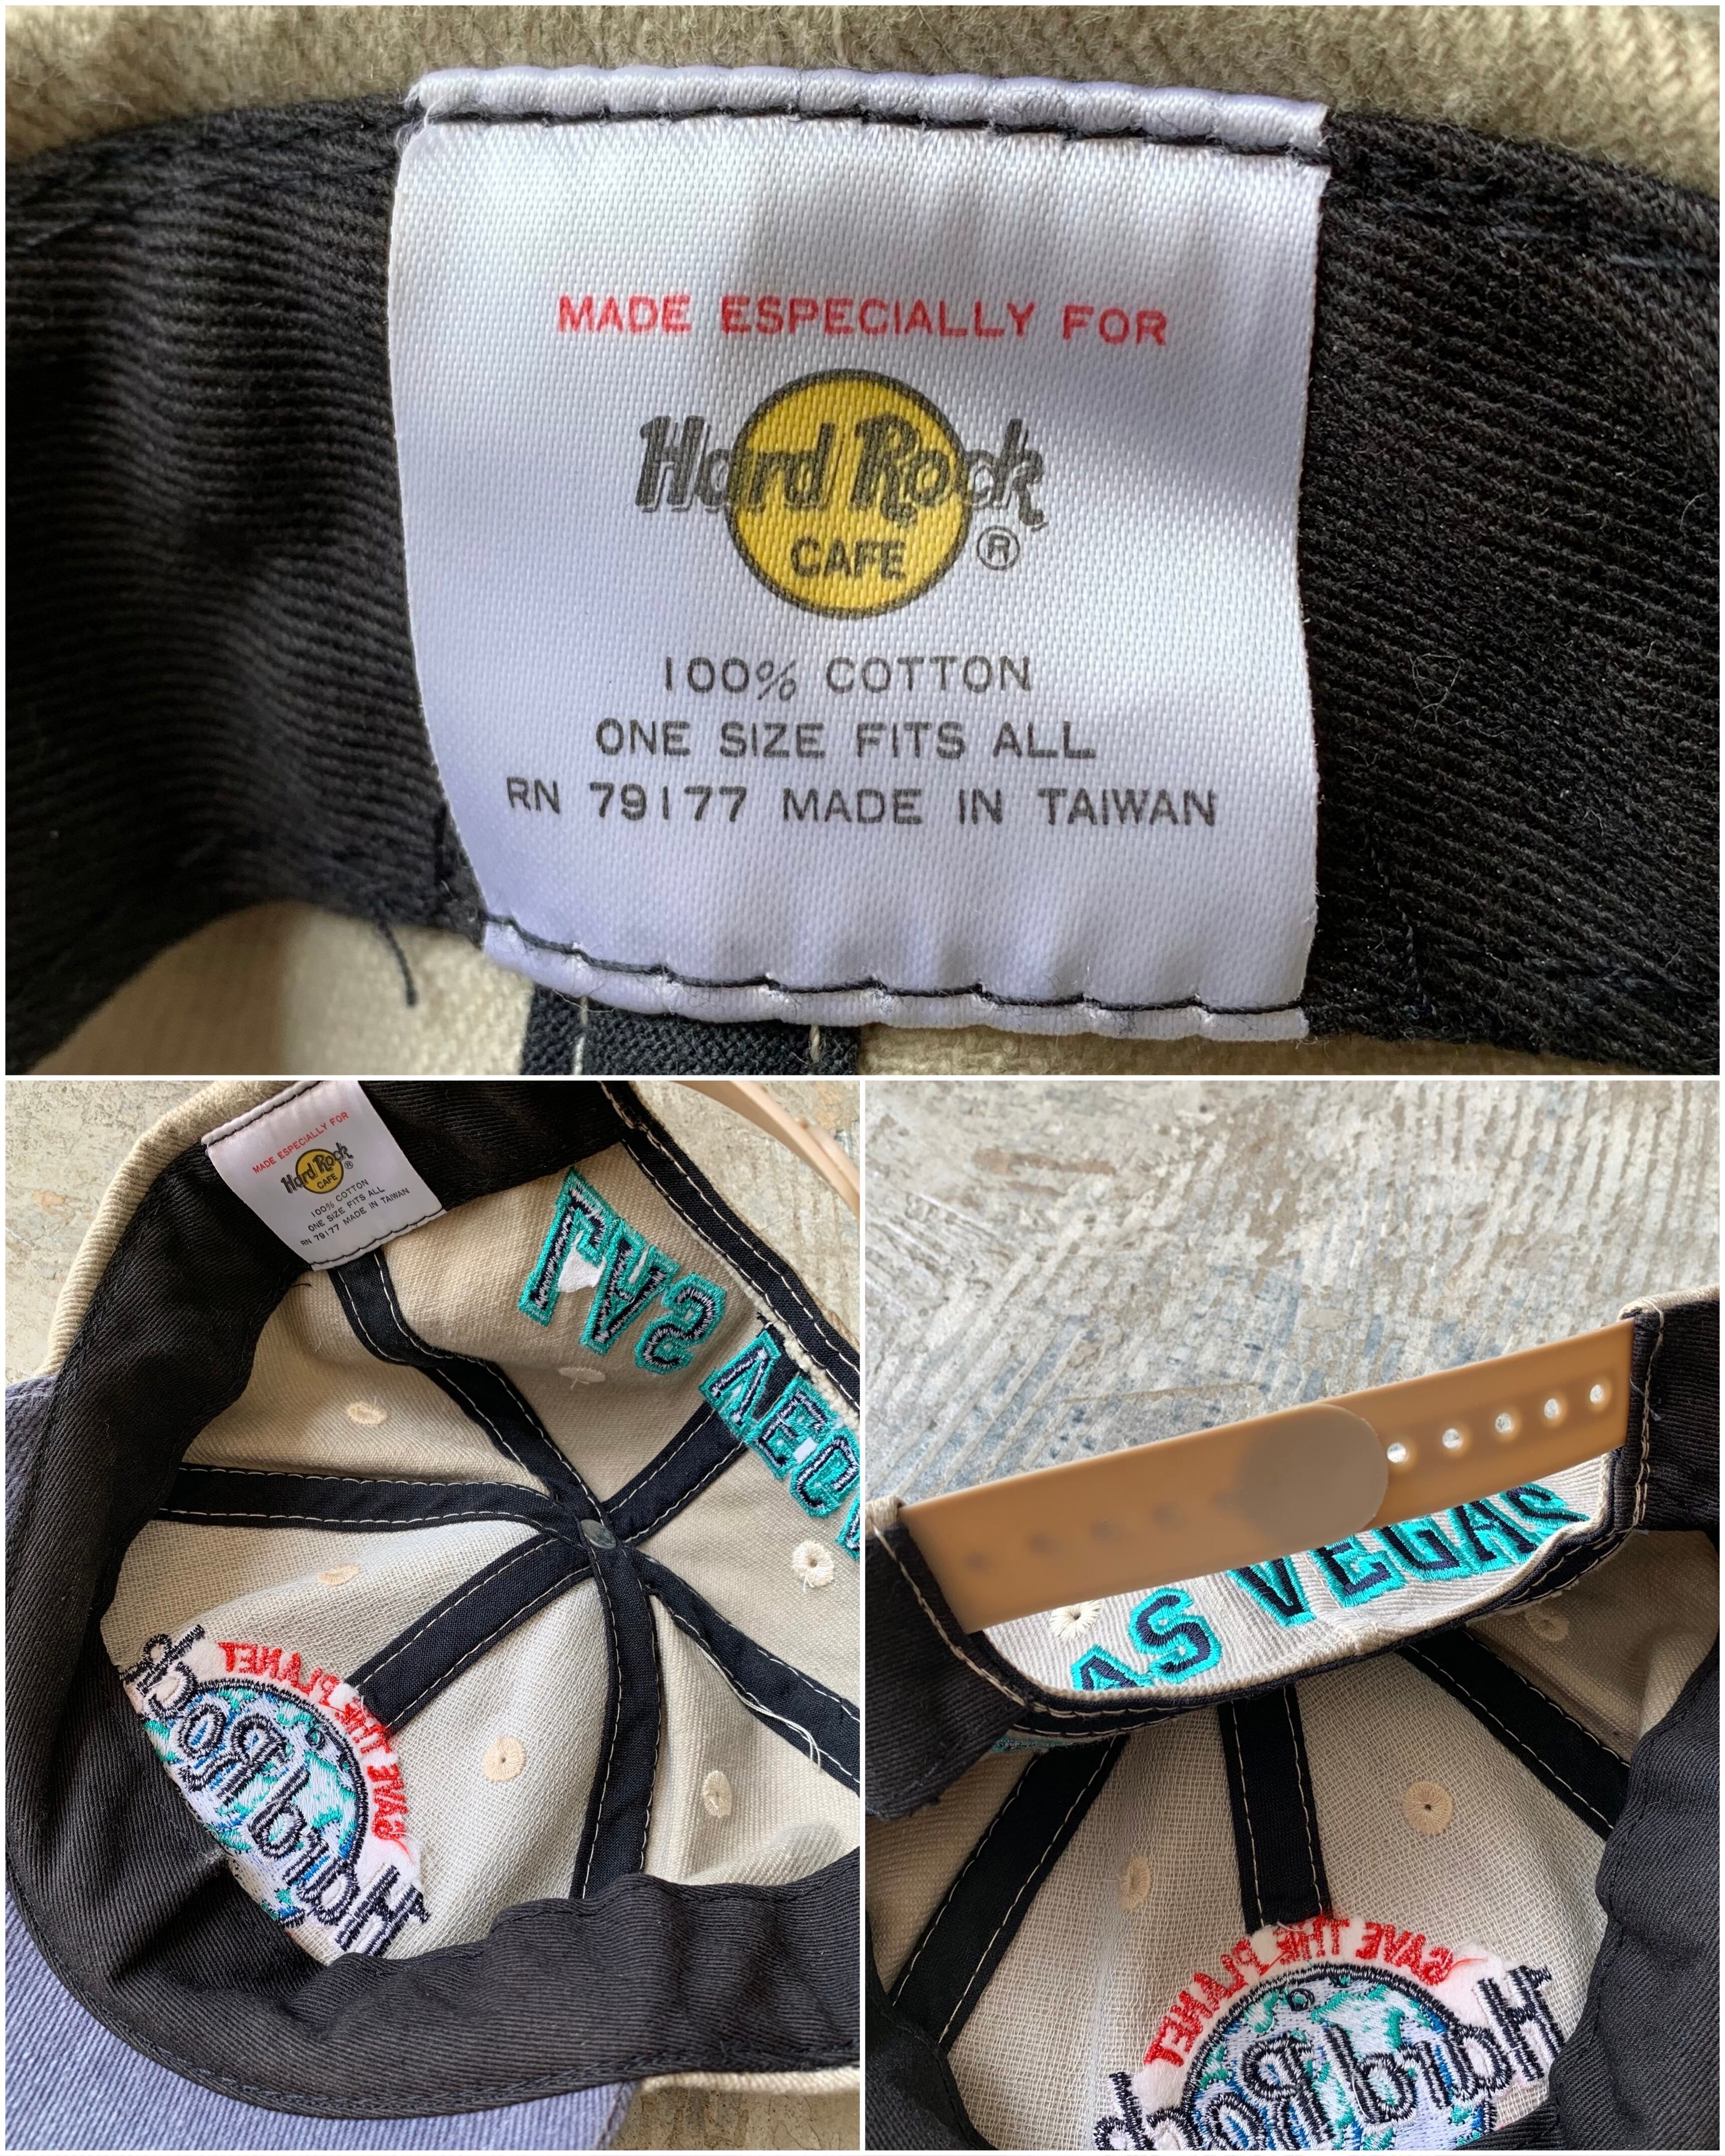 MADE ESPECIALLY FOR
Hard Rock
CAFE ®
100% COTTON
ONE SIZE FITS ALL
RN 79177 MADE IN TAIWAN
MADE ESPECIALLY FOR
Hard Rock
CAFE ®
100% COTTON
ONE SIZE FITS ALL
RN 79177 MADE IN TAIWAN
SAVE THE PLANET
Hard Rock
AS VEGAS
SAVE THE PLANET
Hard Rock